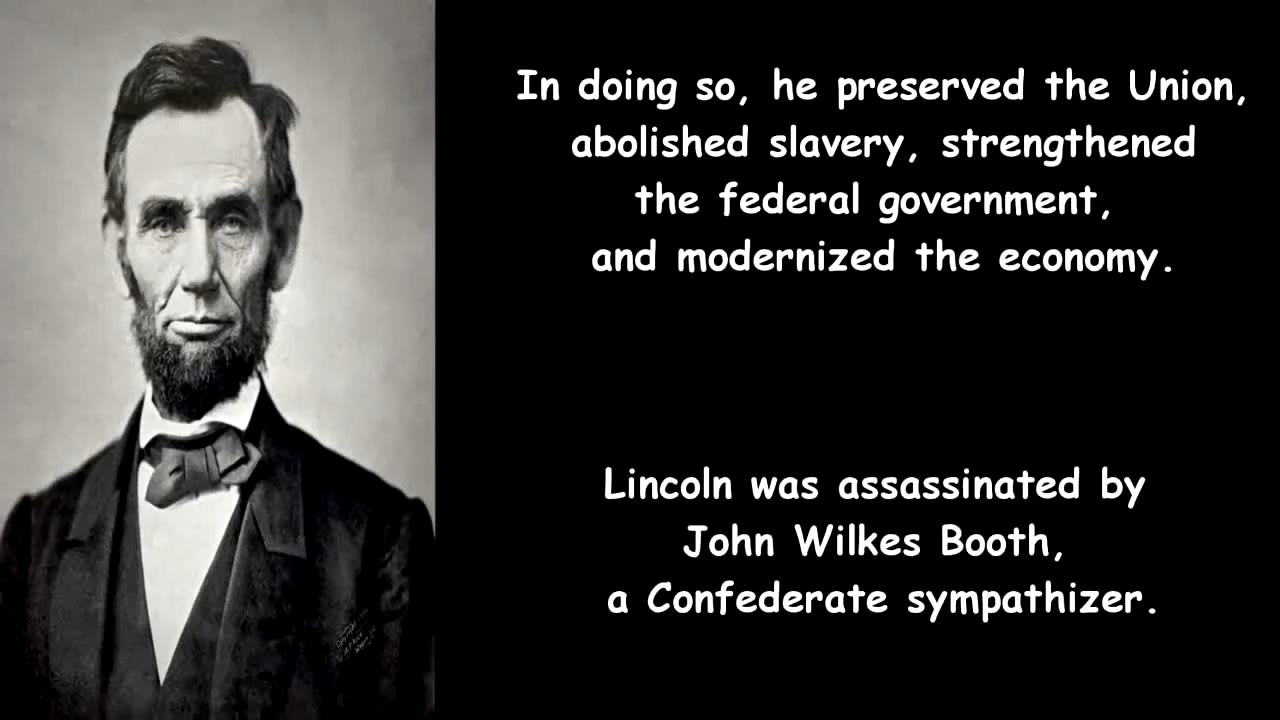 In doing so, he preserved the Union,
abolished slavery, strengthened
the federal government,
and modernized the economy.
Lincoln was assassinated by
John Wilkes Booth,
a Confederate sympathizer.